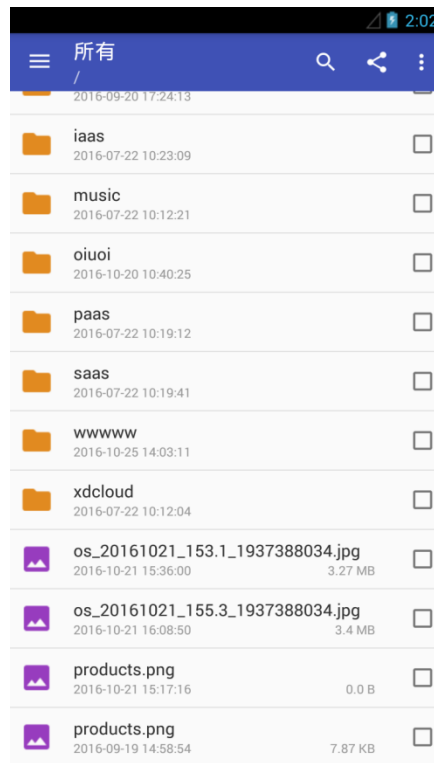 2:02
所有
/
2016-09-20 17:24:13
iaas
2016-07-22 10:23:09
music
2016-07-22 10:12:21
oiuoi
2016-10-20 10:40:25
paas
2016-07-22 10:19:12
saas
2016-07-22 10:19:41
wwwww
2016-10-25 14:03:11
xdcloud
2016-07-22 10:12:04
os_20161021_153.1_1937388034.jpg
2016-10-21 15:36:00 3.27 MB
os_20161021_155.3_1937388034.jpg
2016-10-21 16:08:50 3.4 MB
products.png
2016-10-21 15:17:16 0.0 B
products.png
2016-09-19 14:58:54 7.87 KB